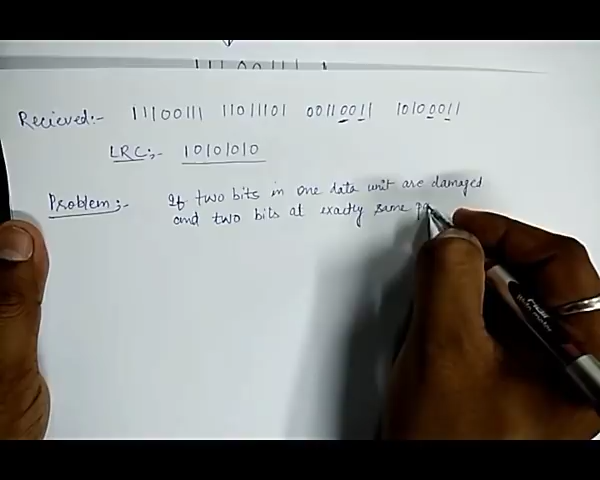 Recieved:- 11100111 11011101 00110011 10100011
LRC:- 10101010
Problem:- If two bits in one data unit are damaged
and two bits at exactly same